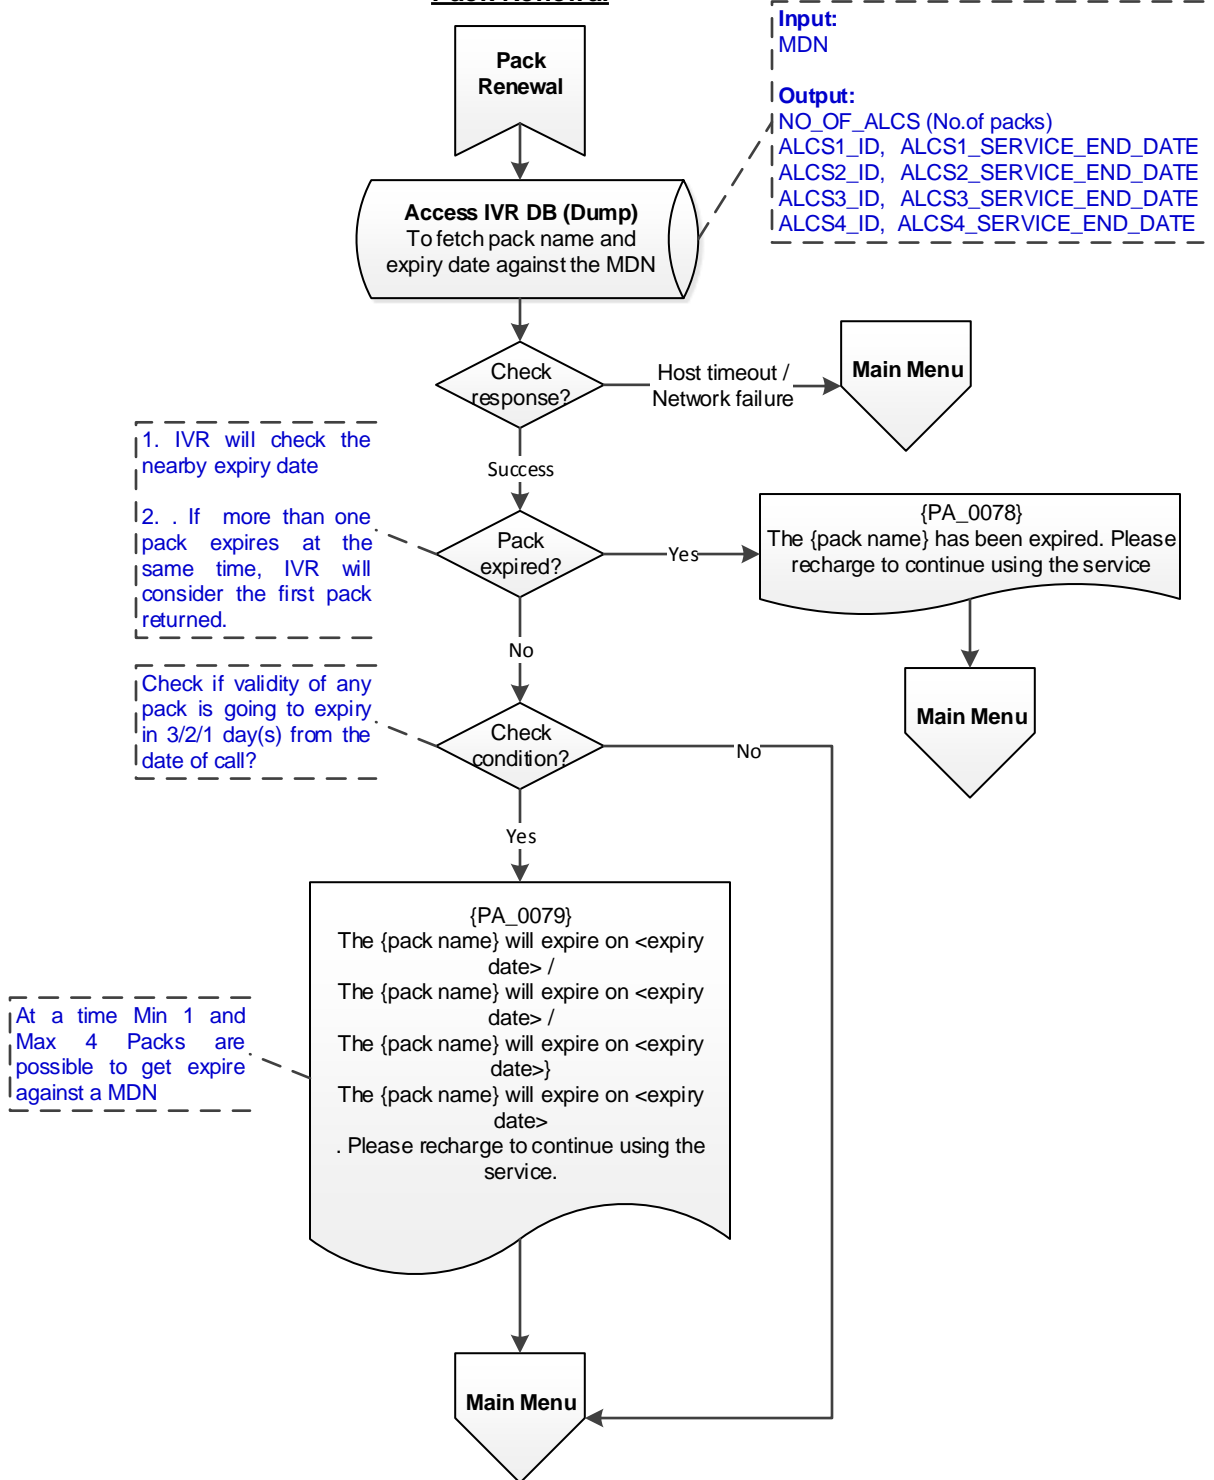 Pack Renewal
Input:
MDN
Output:
NO_OF_ALCS (No.of packs)
ALCS1_ID, ALCS1_SERVICE_END_DATE
ALCS2_ID, ALCS2_SERVICE_END_DATE
ALCS3_ID, ALCS3_SERVICE_END_DATE
ALCS4_ID, ALCS4_SERVICE_END_DATE
Pack
Renewal
Access IVR DB (Dump)
To fetch pack name and
expiry date against the MDN
Check
response?
Host timeout /
Network failure
Main Menu
Success
1. IVR will check the
nearby expiry date
2. . If more than one
pack expires at the
same time, IVR will
consider the first pack
returned.
Pack
expired?
Yes
{PA_0078}
The {pack name} has been expired. Please
recharge to continue using the service
Main Menu
No
Check if validity of any
pack is going to expiry
in 3/2/1 day(s) from the
date of call?
Check
condition?
No
Yes
{PA_0079}
The {pack name} will expire on <expiry
date> /
The {pack name} will expire on <expiry
date> /
The {pack name} will expire on <expiry
date>}
The {pack name} will expire on <expiry
date>
. Please recharge to continue using the
service.
At a time Min 1 and
Max 4 Packs are
possible to get expire
against a MDN
Main Menu